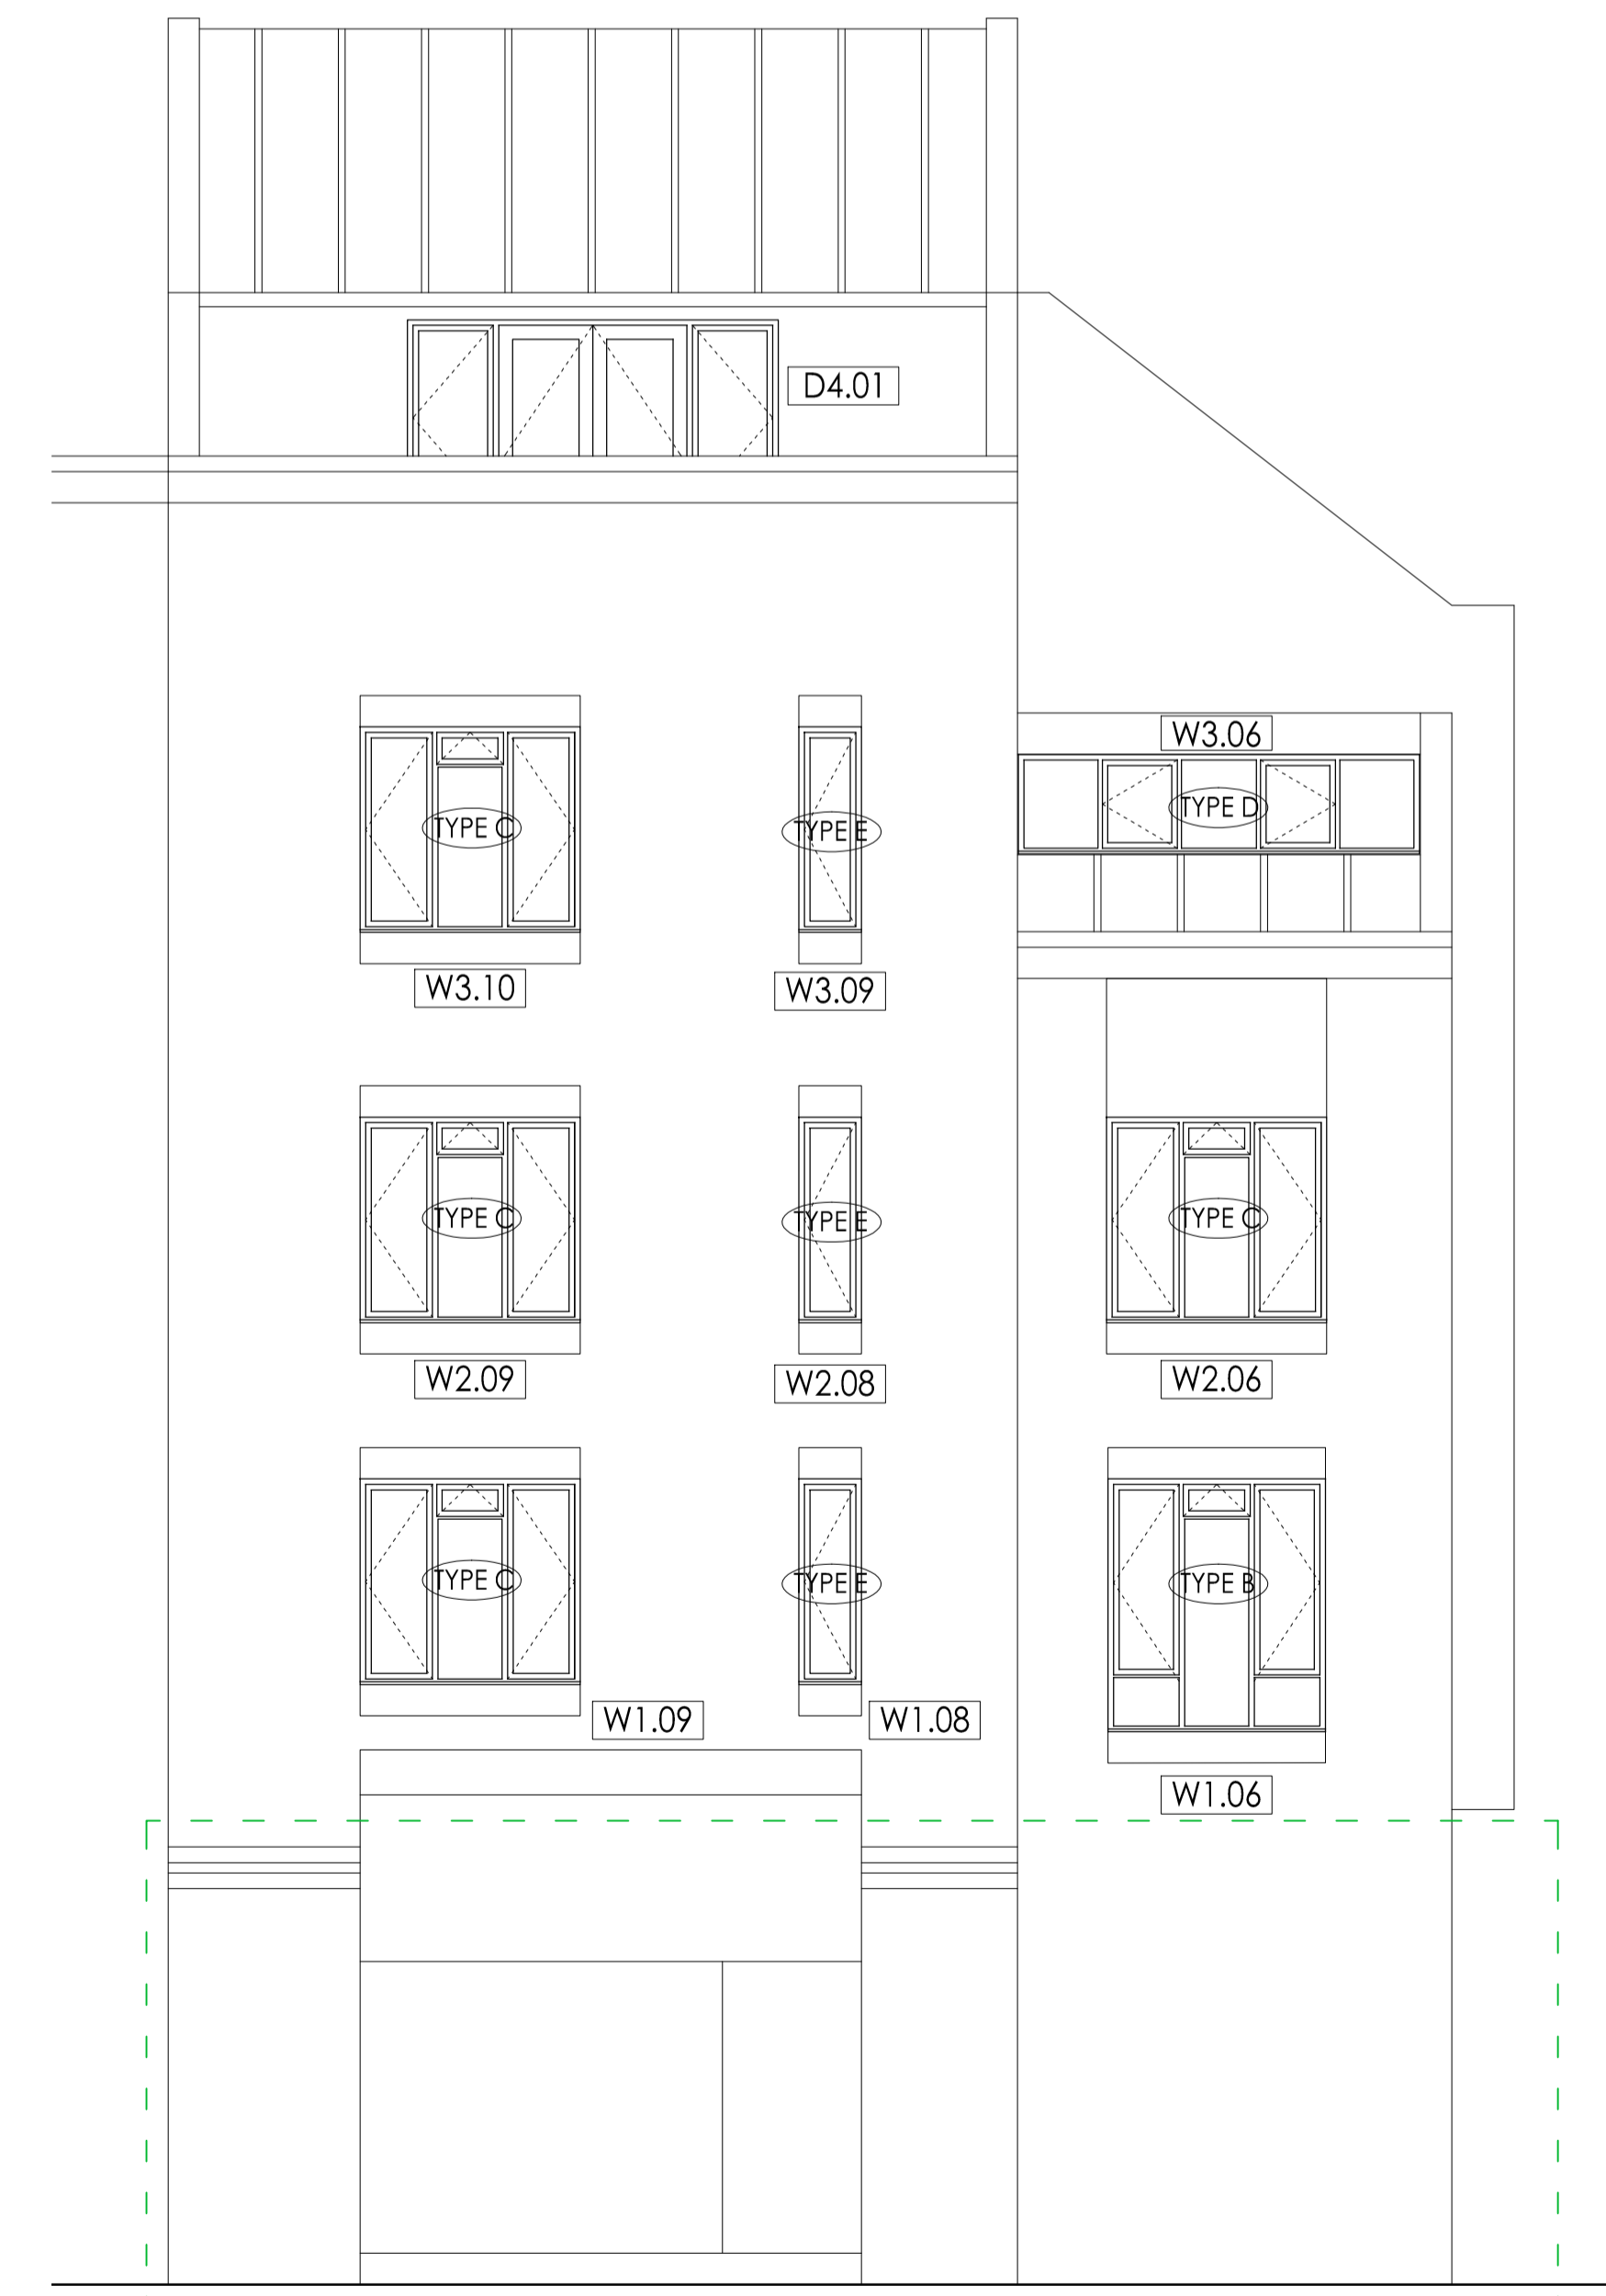 D4.01
W3.06
TYPE C
TYPE E
TYPE D
W3.10
W3.09
TYPE C
TYPE E
TYPE C
W2.09
W2.08
W2.06
TYPE C
TYPE E
TYPE B
W1.09
W1.08
W1.06